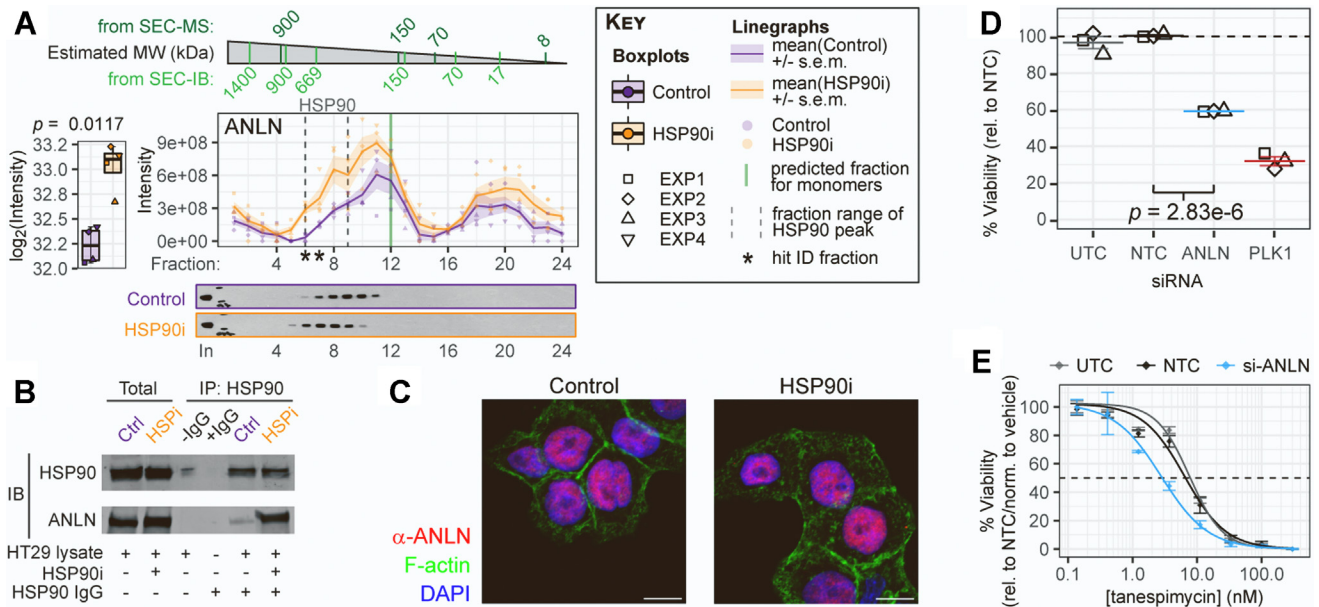 A
from SEC-MS:
900
150
70
8
Estimated MW (kDa)
from SEC-IB:
1400
900
669
150
70
17
HSP90
p = 0.0117
log2(Intensity)
33.2
33.0
32.5
32.2
32.0
ANLN
Intensity
9e+08
6e+08
3e+08
0e+00
Fraction:
4
8
12
16
20
24
**
Control
HSP90i
In
4
8
12
16
20
24
KEY
Boxplots
Control
HSP90i
EXP1
EXP2
EXP3
EXP4
Linegraphs
mean(Control)
+/- s.e.m.
mean(HSP90i)
+/- s.e.m.
Control
HSP90i
predicted fraction
for monomers
fraction range of
HSP90 peak
* hit ID fraction
B
Total
IP: HSP90
Ctrl
HSPi
-IgG
+IgG
Ctrl
HSPi
IB
HSP90
ANLN
HT29 lysate + + + - + +
HSP90i - + - - - +
HSP90 IgG - - - + + +
C
Control
HSP90i
α-ANLN
F-actin
DAPI
D
% Viability (rel. to NTC)
100
80
60
40
20
0
p = 2.83e-6
UTC
NTC
ANLN
PLK1
siRNA
E
UTC
NTC
si-ANLN
% Viability
(rel. to NTC/norm. to vehicle)
100
80
60
40
20
0
0.1
1.0
10.0
100.0
[tanespimycin] (nM)